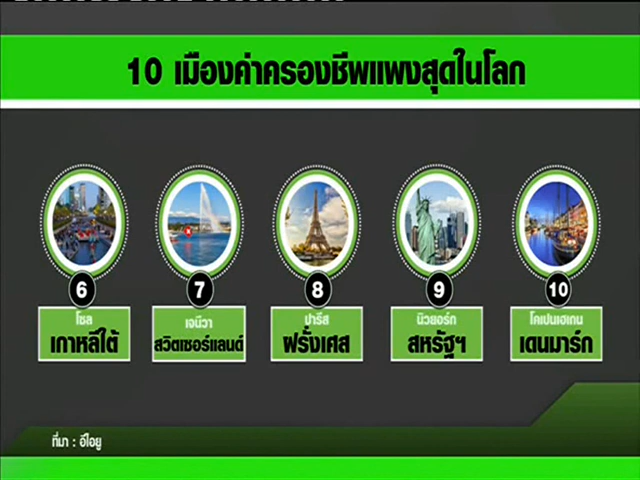 10 เมืองค่าครองชีพแพงสุดในโลก
6
โซล
เกาหลีใต้
7
เจนีวา
สวิตเซอร์แลนด์
8
ปารีส
ฝรั่งเศส
9
นิวยอร์ก
สหรัฐฯ
10
โคเปนเฮเกน
เดนมาร์ก
ที่มา : อีไอยู